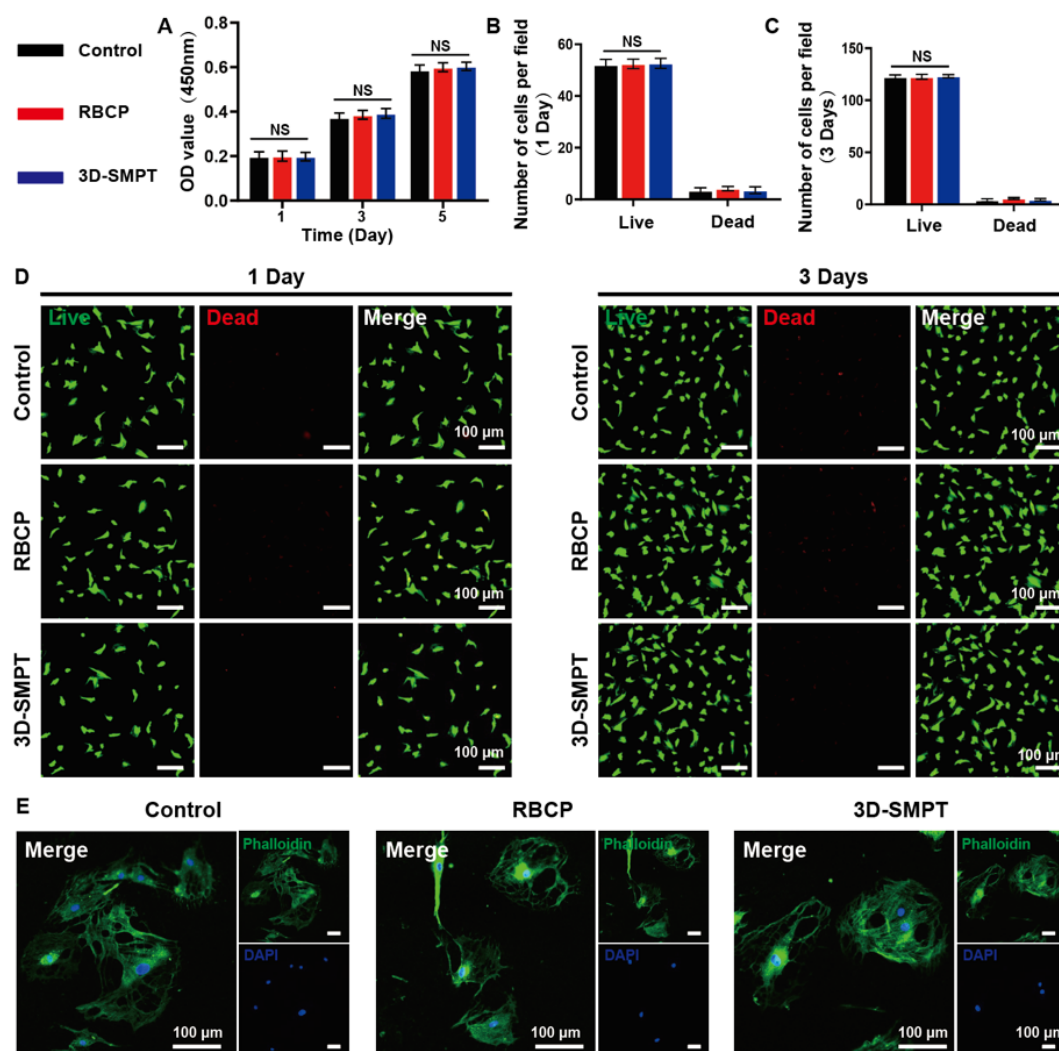 Control
RBCP
3D-SMPT
A
OD value (450nm)
0.8
0.6
0.4
0.2
0.0
NS
NS
NS
1
3
5
Time (Day)
B
Number of cells per field
(1 Day)
60
40
20
0
NS
Live
Dead
C
Number of cells per field
(3 Days)
150
100
50
0
NS
Live
Dead
D
1 Day
3 Days
Control
Live
Dead
Merge
100 μm
Live
Dead
Merge
100 μm
RBCP
100 μm
100 μm
3D-SMPT
100 μm
100 μm
E
Control
RBCP
3D-SMPT
Merge
Phalloidin
DAPI
100 μm
Merge
Phalloidin
DAPI
100 μm
Merge
Phalloidin
DAPI
100 μm